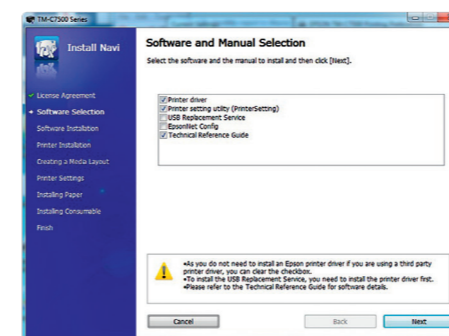 TM-C7500 Series
Install Navi
License Agreement
Software Selection
Software Installation
Printer Installation
Creating a Media Layout
Printer Settings
Installing Paper
Installing Consumable
Finish
Software and Manual Selection
Select the software and the manual to install and then click [Next].
Printer driver
Printer setting utility (PrinterSetting)
USB Replacement Service
EpsonNet Config
Technical Reference Guide
•As you do not need to install an Epson printer driver if you are using a third party
printer driver, you can clear the checkbox.
•To install the USB Replacement Service, you need to install the printer driver first.
•Please refer to the Technical Reference Guide for software details.
Cancel
Back
Next